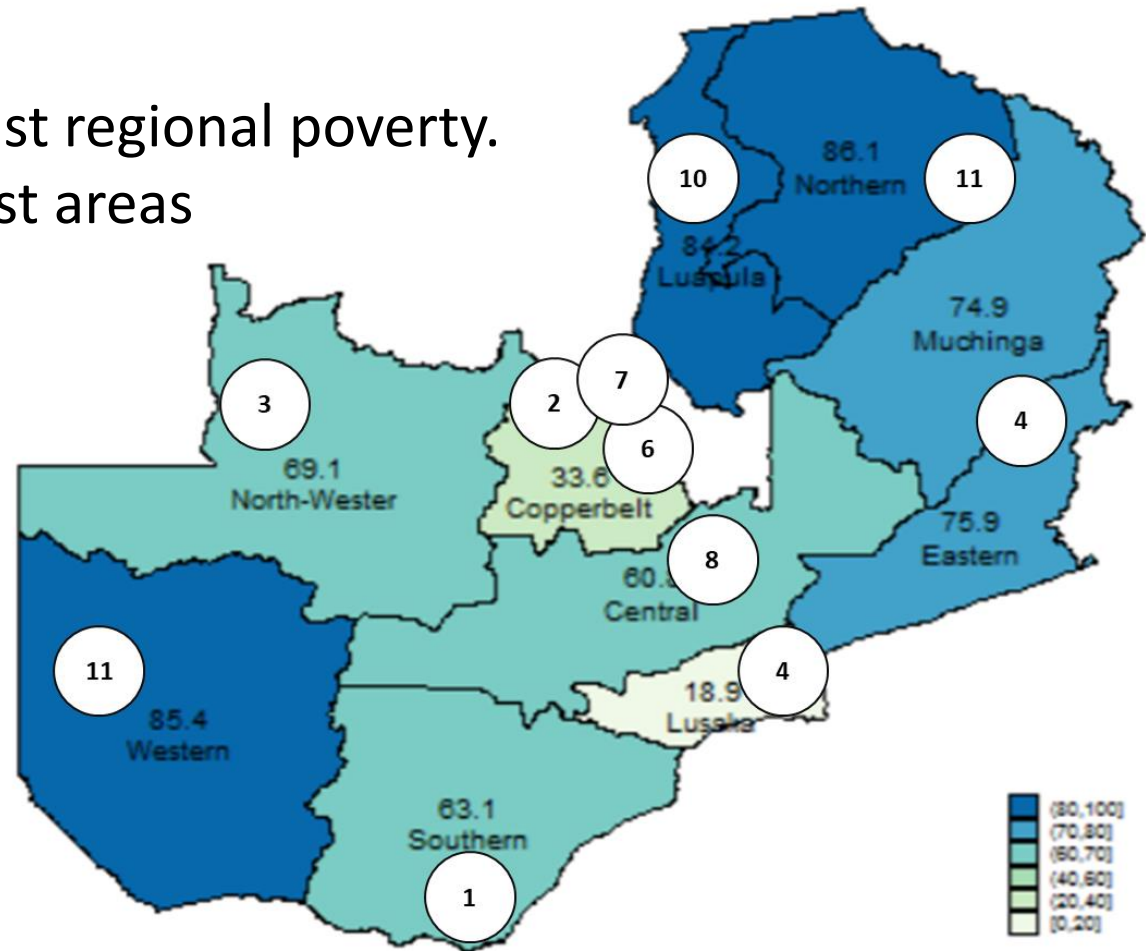 st regional poverty.
st areas
86.1
Northern
10
11
84.2
Luapula
74.9
Muchinga
7
3
2
4
6
69.1
North-Wester
33.6
Copperbelt
75.9
Eastern
8
Central
11
4
18.9
Lusaka
85.4
Western
63.1
Southern
1
(80,100]
(70,80]
(60,70]
(40,60]
(20,40]
[0,20]